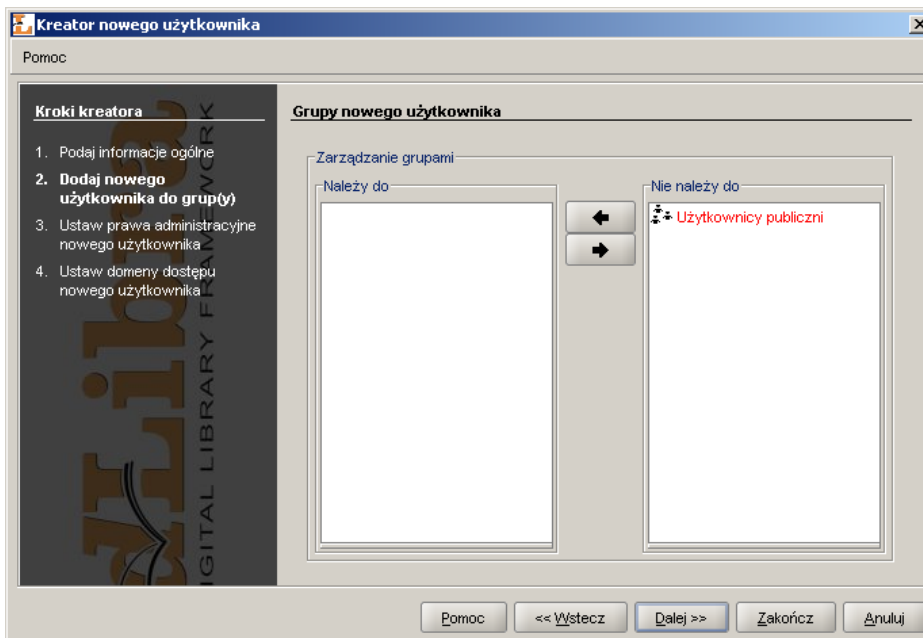 Kreator nowego użytkownika
Pomoc
Kroki kreatora
1. Podaj informacje ogólne
2. Dodaj nowego
użytkownika do grup(y)
3. Ustaw prawa administracyjne
nowego użytkownika
4. Ustaw domeny dostępu
nowego użytkownika
dLibra
DIGITAL LIBRARY FRAMEWORK
Grupy nowego użytkownika
Zarządzanie grupami
Należy do
Nie należy do
Użytkownicy publiczni
Pomoc
<< Wstecz
Dalej >>
Zakończ
Anuluj